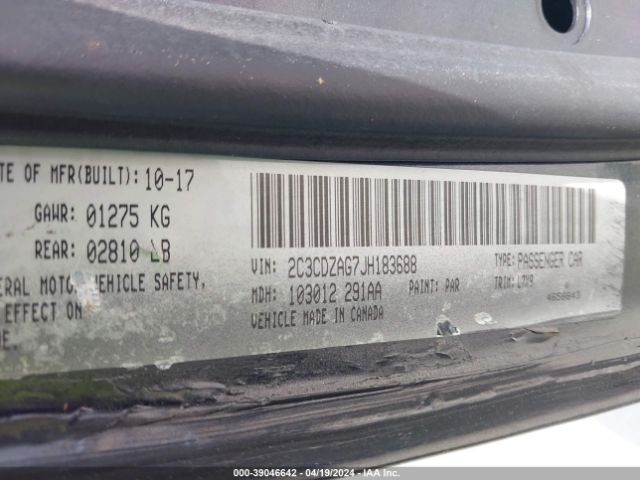 TE OF MFR(BUILT): 10-17
GAWR: 01275 KG
REAR: 02810 LB
ERAL MOTOR VEHICLE SAFETY,
EFFECT ON
VIN: 2C3CDZAG7JH183688
TYPE: PASSENGER CAR
MDH: 103012 291AA
PAINT: PAR
TRIM: L7X9
VEHICLE MADE IN CANADA
4656643
000-39046642 / 04/19/2024 - IAA Inc.